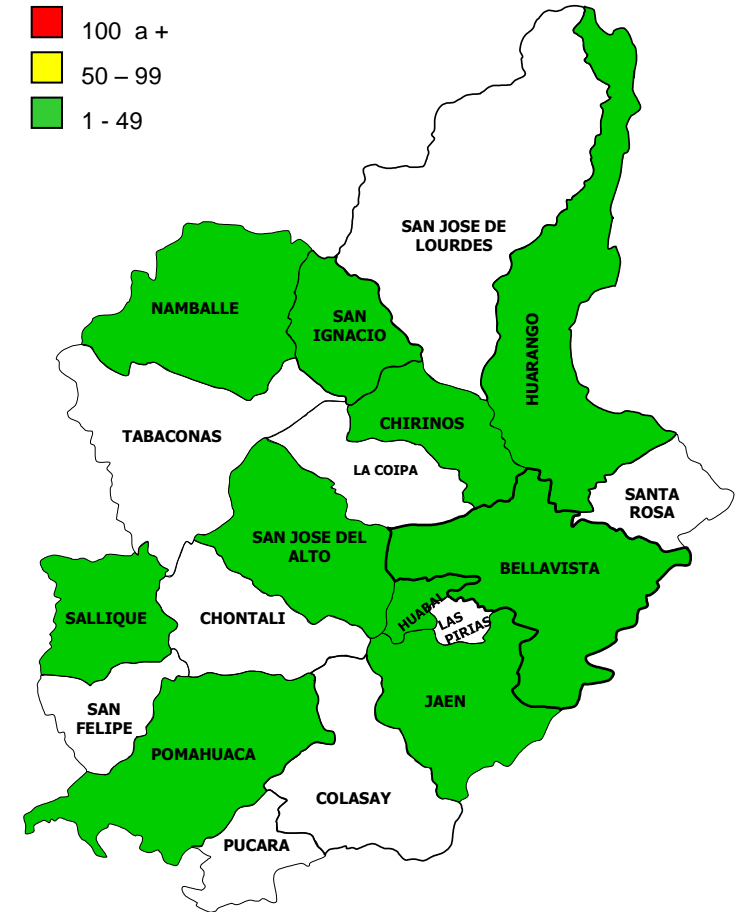 100 a +
50 – 99
1 - 49
SAN JOSE DE
LOURDES
NAMBALLE
SAN
IGNACIO
HUARANGO
CHIRINOS
TABACONAS
LA COIPA
SANTA
ROSA
SAN JOSE DEL
ALTO
BELLAVISTA
SALLIQUE
CHONTALI
HUABAL
LAS
PIRIAS
SAN
FELIPE
JAEN
POMAHUACA
COLASAY
PUCARA